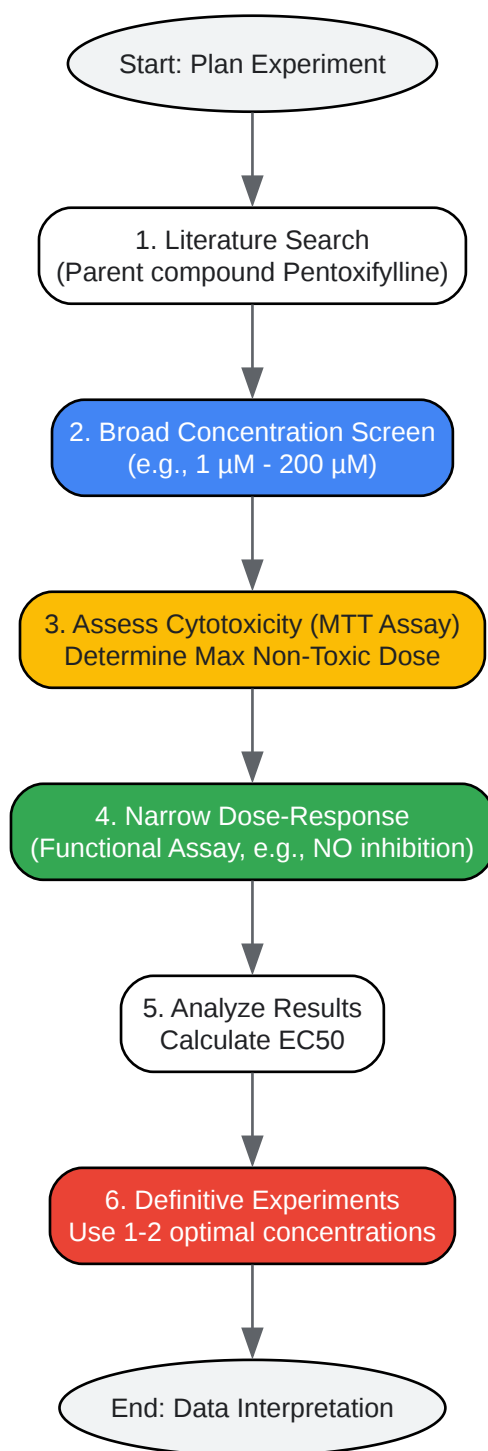 Start: Plan Experiment
1. Literature Search
(Parent compound Pentoxifylline)
2. Broad Concentration Screen
(e.g., 1 µM - 200 µM)
3. Assess Cytotoxicity (MTT Assay)
Determine Max Non-Toxic Dose
4. Narrow Dose-Response
(Functional Assay, e.g., NO inhibition)
5. Analyze Results
Calculate EC50
6. Definitive Experiments
Use 1-2 optimal concentrations
End: Data Interpretation